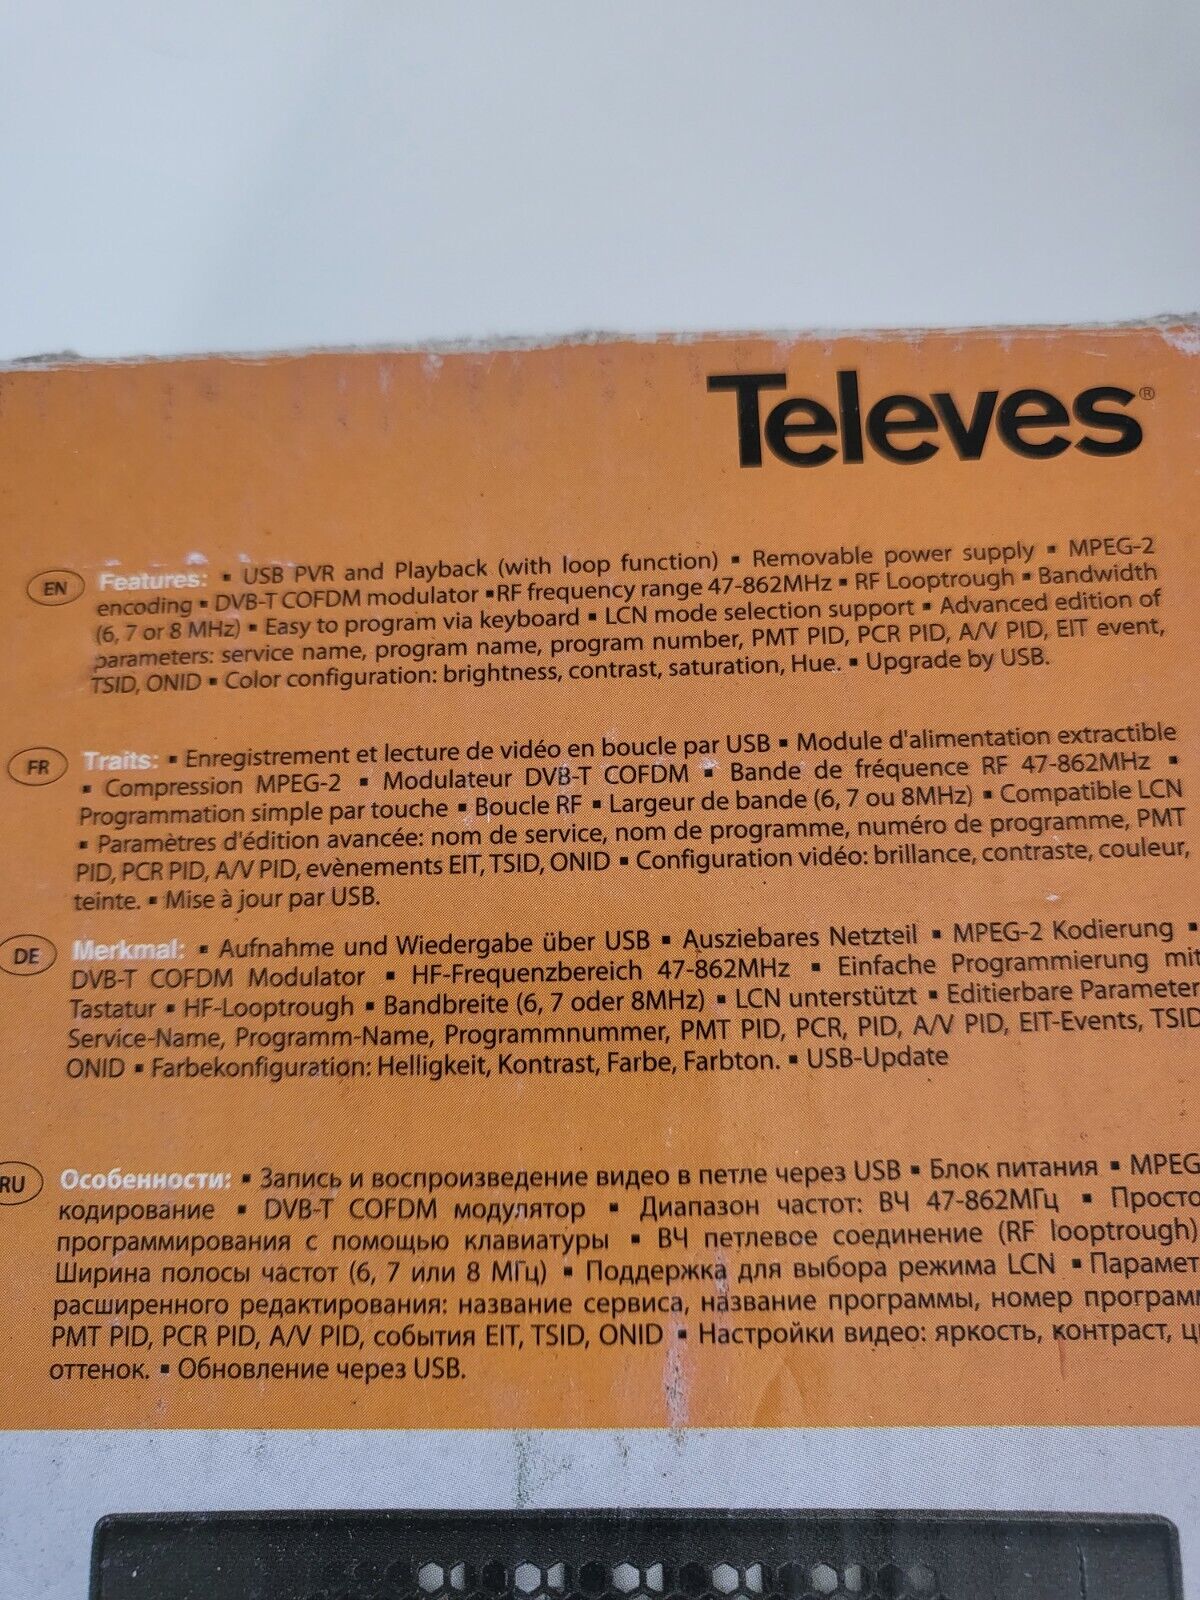 Televes®
EN Features: ▪ USB PVR and Playback (with loop function) ▪ Removable power supply ▪ MPEG-2
encoding ▪ DVB-T COFDM modulator ▪RF frequency range 47-862MHz ▪ RF Looptrough ▪ Bandwidth
(6, 7 or 8 MHz) ▪ Easy to program via keyboard ▪ LCN mode selection support ▪ Advanced edition of
parameters: service name, program name, program number, PMT PID, PCR PID, A/V PID, EIT event,
TSID, ONID ▪ Color configuration: brightness, contrast, saturation, Hue. ▪ Upgrade by USB.
FR Traits: ▪ Enregistrement et lecture de vidéo en boucle par USB ▪ Module d'alimentation extractible
▪ Compression MPEG-2 ▪ Modulateur DVB-T COFDM ▪ Bande de fréquence RF 47-862MHz ▪
Programmation simple par touche ▪ Boucle RF ▪ Largeur de bande (6, 7 ou 8MHz) ▪ Compatible LCN
▪ Paramètres d'édition avancée: nom de service, nom de programme, numéro de programme, PMT
PID, PCR PID, A/V PID, evènements EIT, TSID, ONID ▪ Configuration vidéo: brillance, contraste, couleur,
teinte. ▪ Mise à jour par USB.
DE Merkmal: ▪ Aufnahme und Wiedergabe über USB ▪ Ausziebares Netzteil ▪ MPEG-2 Kodierung ▪
DVB-T COFDM Modulator ▪ HF-Frequenzbereich 47-862MHz ▪ Einfache Programmierung mit
Tastatur ▪ HF-Looptrough ▪ Bandbreite (6, 7 oder 8MHz) ▪ LCN unterstützt ▪ Editierbare Parameter
Service-Name, Programm-Name, Programmnummer, PMT PID, PCR, PID, A/V PID, EIT-Events, TSID
ONID ▪ Farbekonfiguration: Helligkeit, Kontrast, Farbe, Farbton. ▪ USB-Update
RU Особенности: ▪ Запись и воспроизведение видео в петле через USB ▪ Блок питания ▪ MPEG
кодирование ▪ DVB-T COFDM модулятор ▪ Диапазон частот: ВЧ 47-862МГц ▪ Просто
программирования с помощью клавиатуры ▪ ВЧ петлевое соединение (RF looptrough)
Ширина полосы частот (6, 7 или 8 МГц) ▪ Поддержка для выбора режима LCN ▪ Парамет
расширенного редактирования: название сервиса, название программы, номер програм
PMT PID, PCR PID, A/V PID, события EIT, TSID, ONID ▪ Настройки видео: яркость, контраст, ц
оттенок. ▪ Обновление через USB.